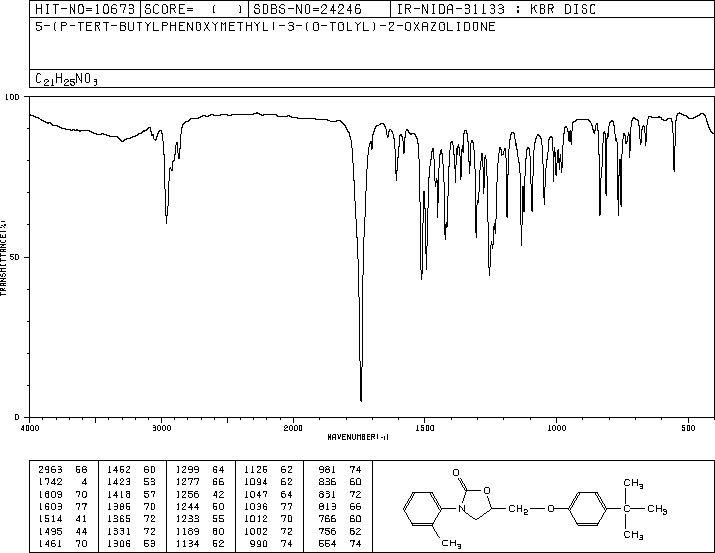 HIT-NO=10673 SCORE= ( ) SDBS-NO=24246 IR-NIDA-31133 : KBR DISC
5-(P-TERT-BUTYLPHENOXYMETHYL)-3-(O-TOLYL)-2-OXAZOLIDONE
C21H25NO3
100
50
0
TRANSMITTANCE(%)
4000 3000 2000 1500 1000 500
WAVENUMBER(-1)
2963 58 1452 60 1299 64 1126 62 981 74
1742 4 1423 53 1277 66 1094 62 836 60
1609 70 1418 57 1256 42 1047 64 831 72
1603 77 1386 70 1244 50 1036 77 813 66
1514 41 1365 72 1233 55 1012 70 766 60
1495 44 1331 72 1189 60 1002 72 756 62
1461 70 1306 53 1134 52 990 74 554 74
O
O
N
CH2
O
CH3
CH3
C
CH3
CH3